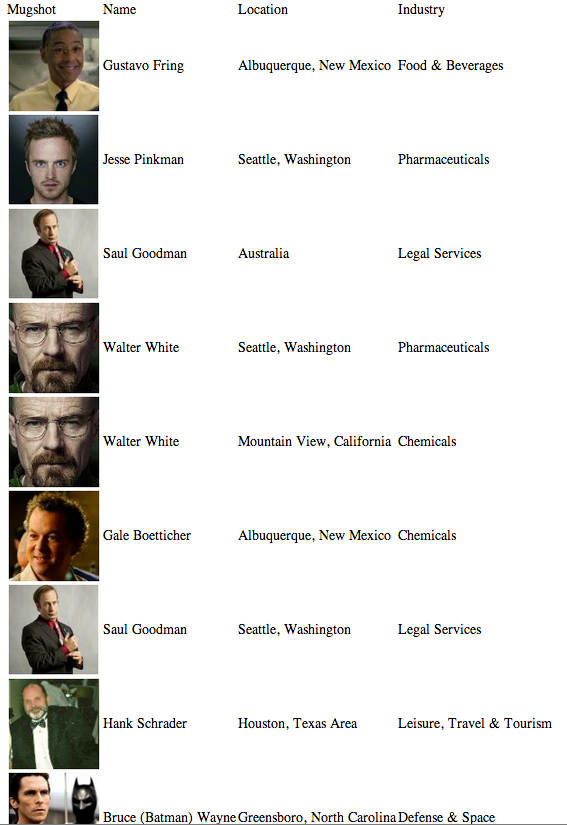 Mugshot Name Location Industry
Gustavo Fring Albuquerque, New Mexico Food & Beverages
Jesse Pinkman Seattle, Washington Pharmaceuticals
Saul Goodman Australia Legal Services
Walter White Seattle, Washington Pharmaceuticals
Walter White Mountain View, California Chemicals
Gale Boetticher Albuquerque, New Mexico Chemicals
Saul Goodman Seattle, Washington Legal Services
Hank Schrader Houston, Texas Area Leisure, Travel & Tourism
Bruce (Batman) Wayne Greensboro, North Carolina Defense & Space